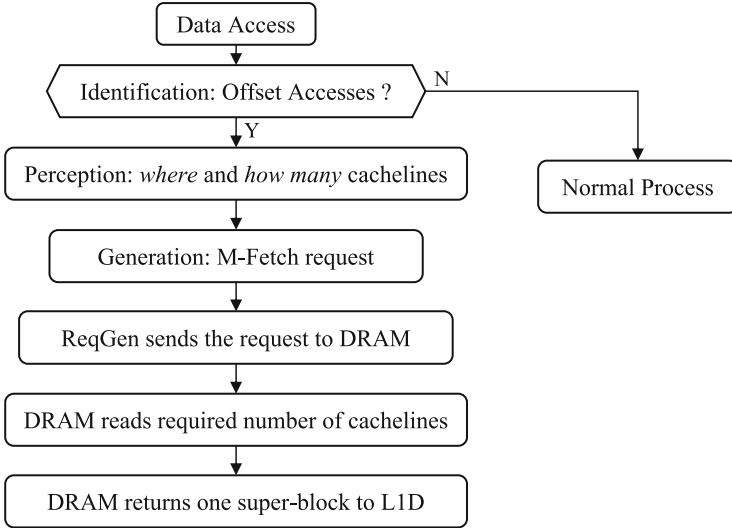 Data Access
Identification: Offset Accesses ?
N
Y
Perception: where and how many cachelines
Normal Process
Generation: M-Fetch request
ReqGen sends the request to DRAM
DRAM reads required number of cachelines
DRAM returns one super-block to L1D